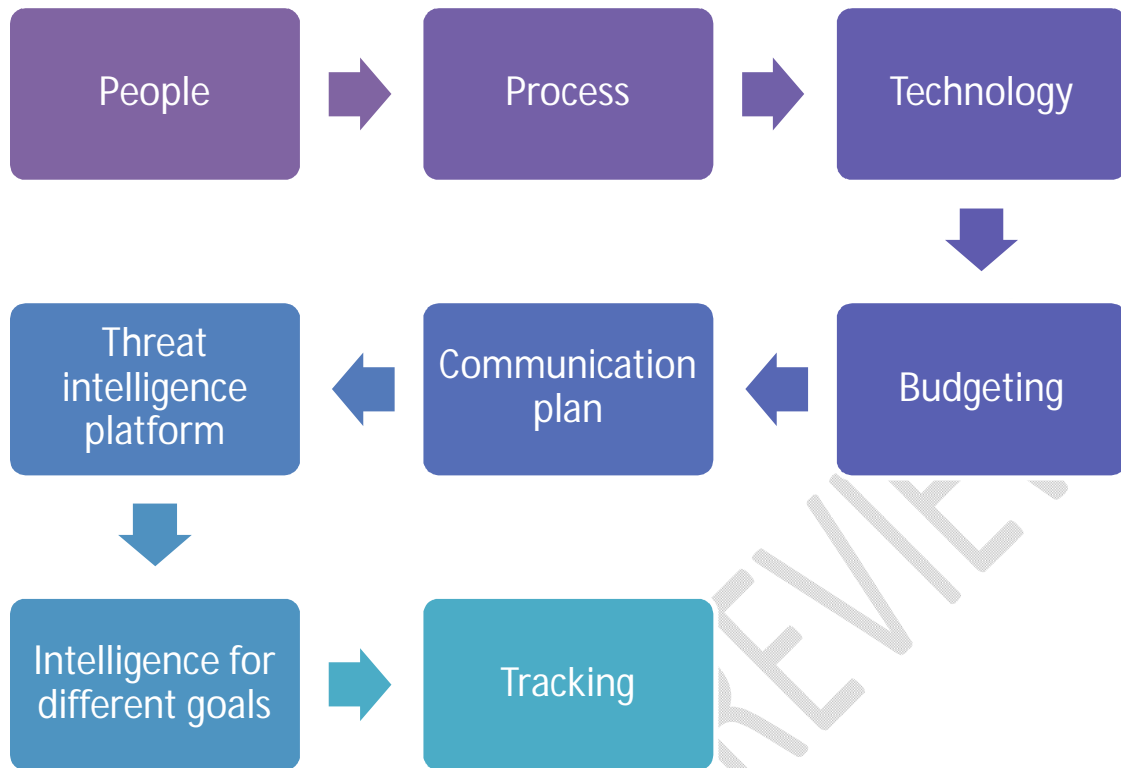 People
Process
Technology
Budgeting
Communication
plan
Threat
intelligence
platform
Intelligence for
different goals
Tracking